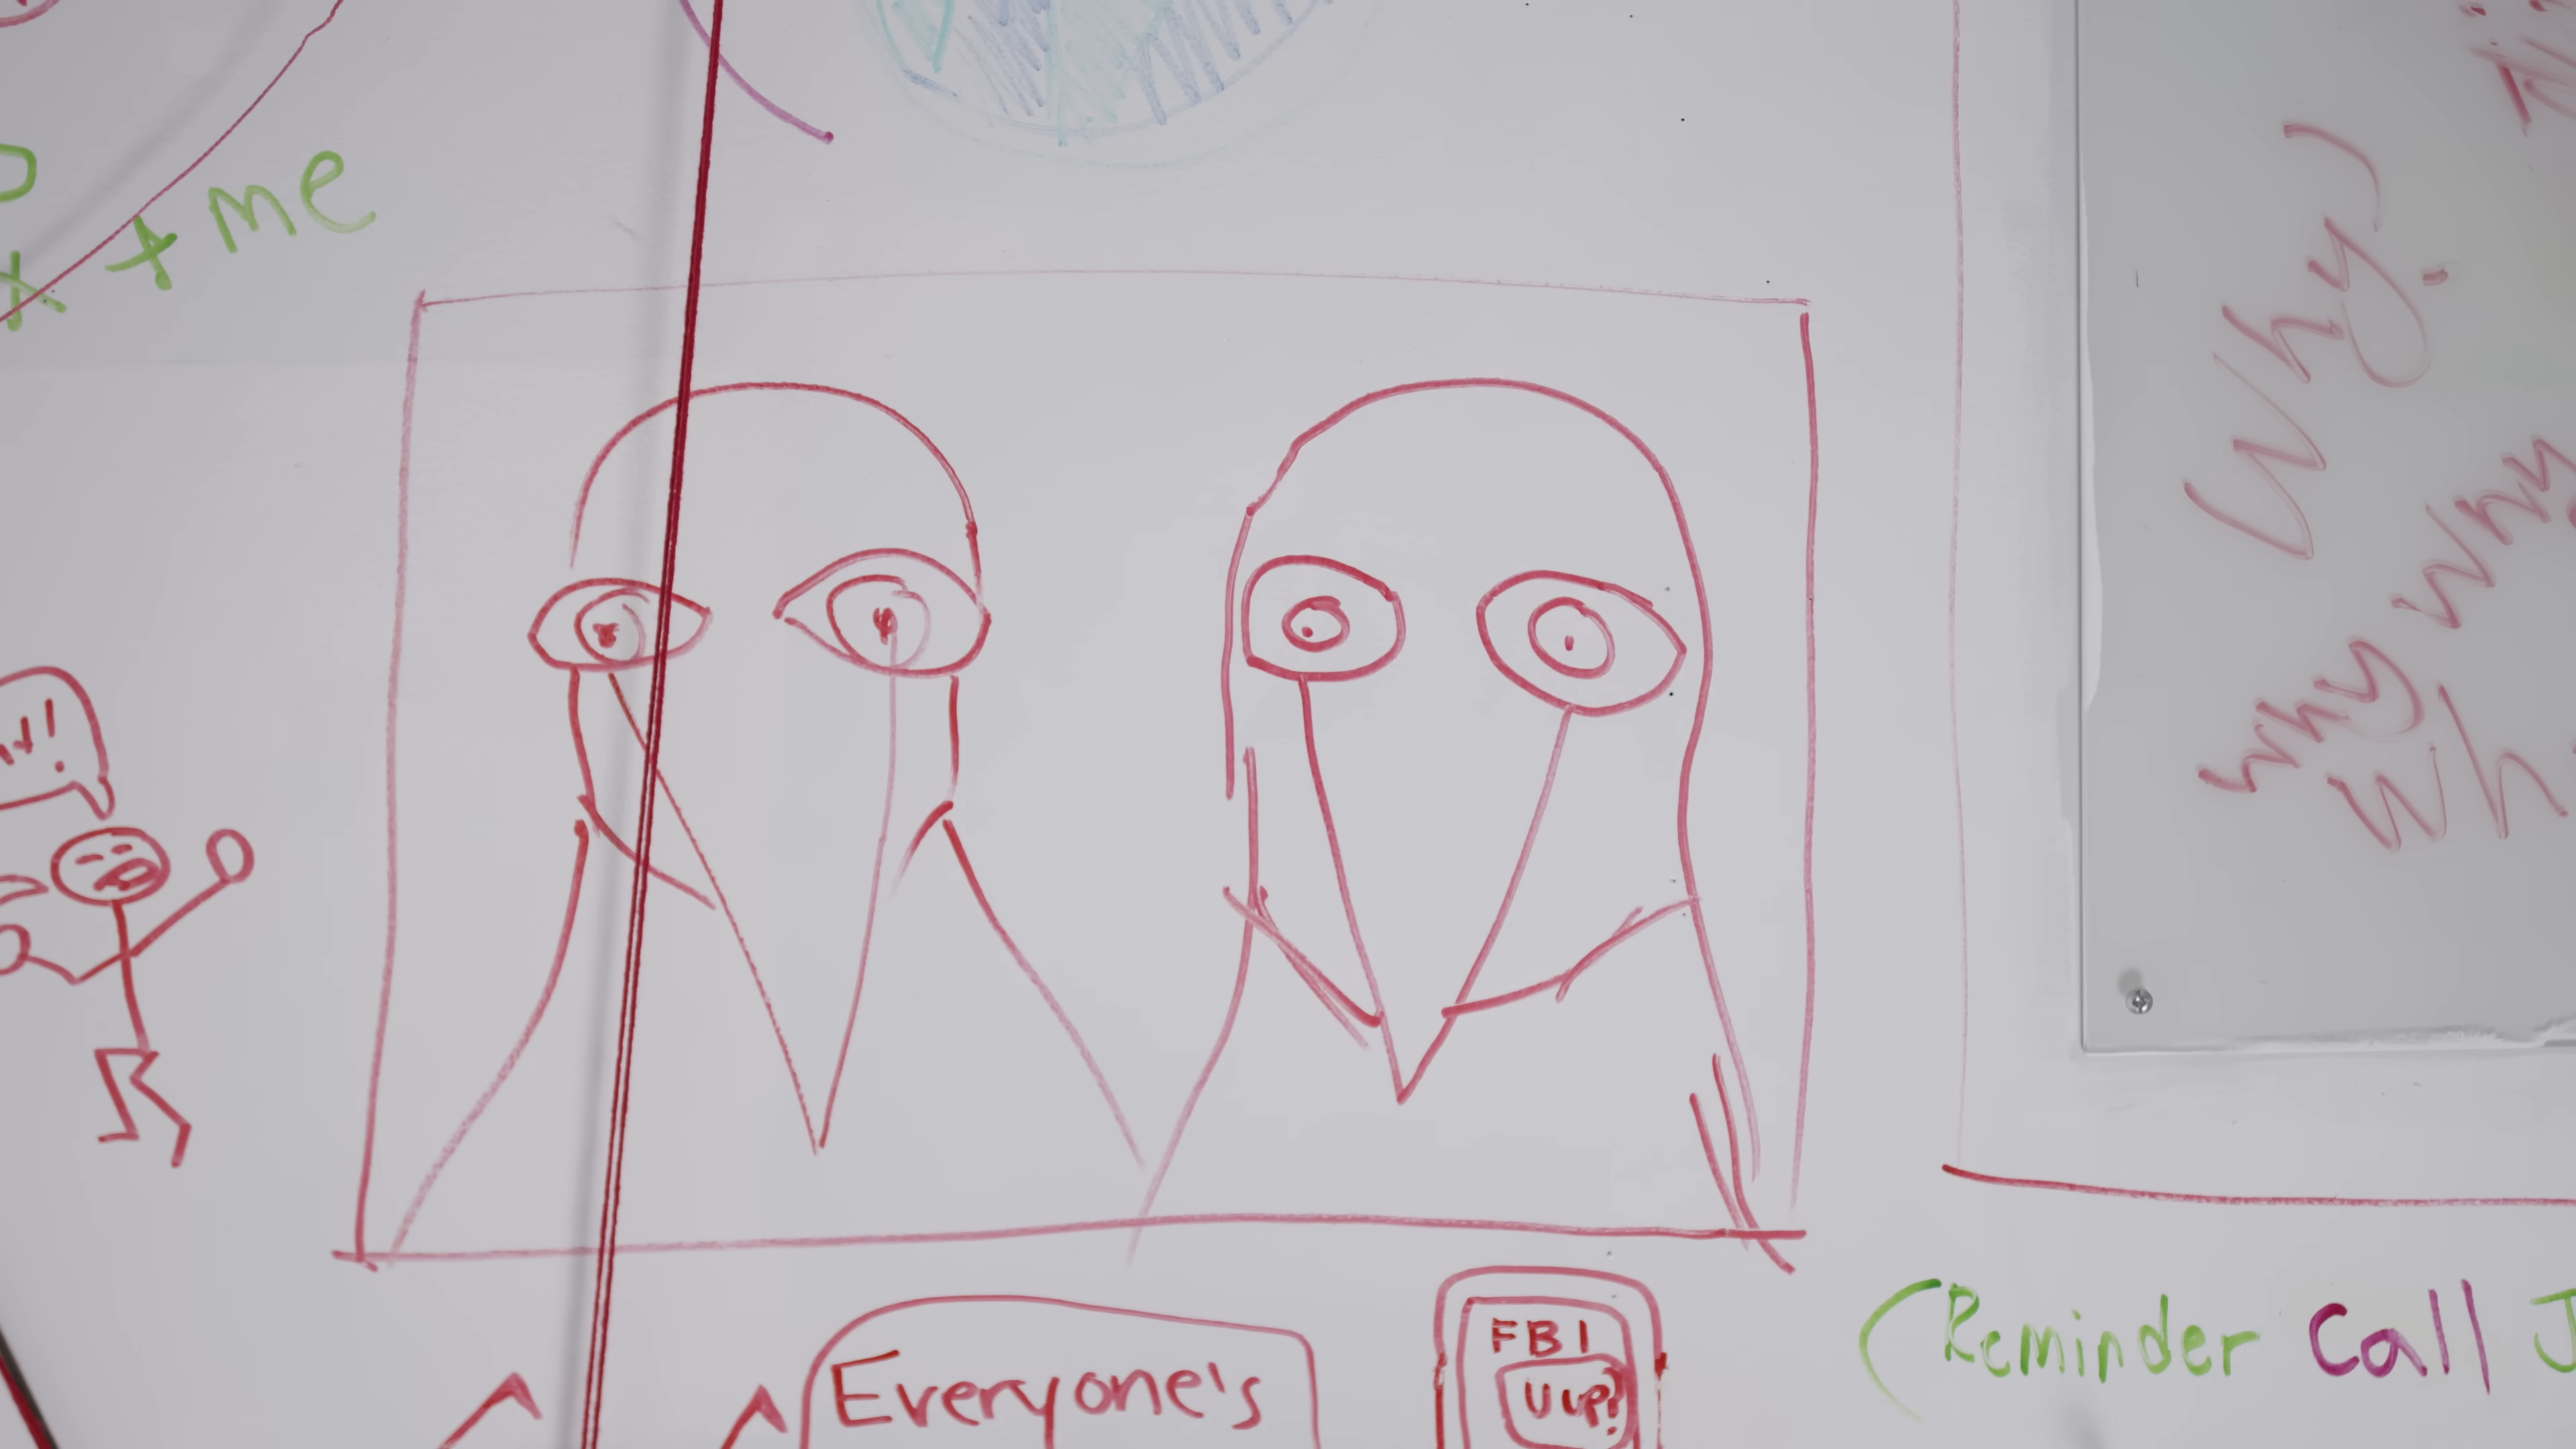 x + me
Why?
Why Why
Wh
Everyone's
FBI
U up?
(Reminder Call J